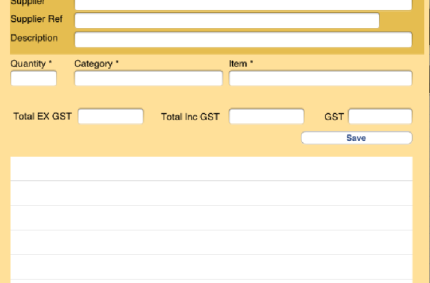 Supplier
Supplier Ref
Description
Quantity * Category * Item *
Total EX GST Total Inc GST GST
Save